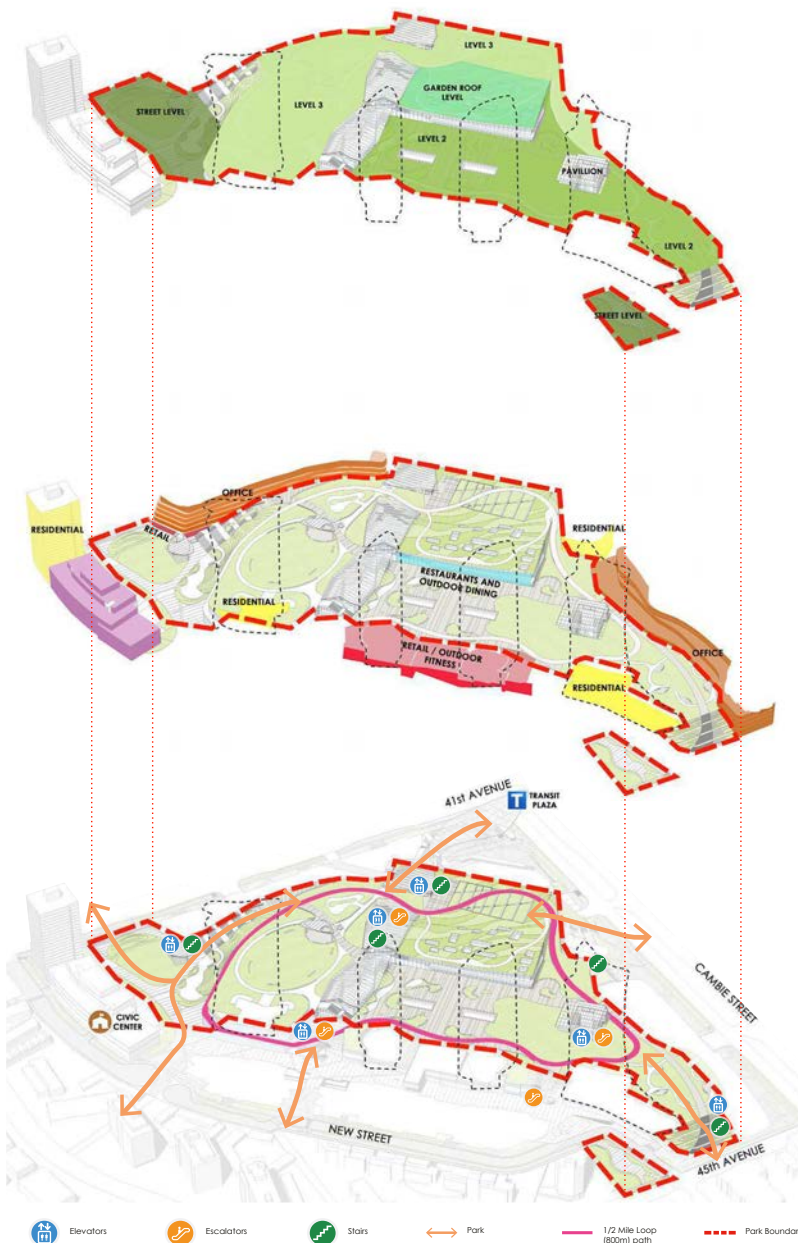 LEVEL 3
GARDEN ROOF
LEVEL
STREET LEVEL
LEVEL 3
LEVEL 2
PAVILLION
LEVEL 2
STREET LEVEL
OFFICE
RESIDENTIAL
RETAIL
RESIDENTIAL
RESTAURANTS AND
OUTDOOR DINING
RESIDENTIAL
RETAIL / OUTDOOR
FITNESS
OFFICE
RESIDENTIAL
41st AVENUE
T
TRANSIT
PLAZA
CAMBIE STREET
CIVIC
CENTER
NEW STREET
45th AVENUE
Elevators
Escalators
Stairs
Park
1/2 Mile Loop
(800m) path
Park Boundar